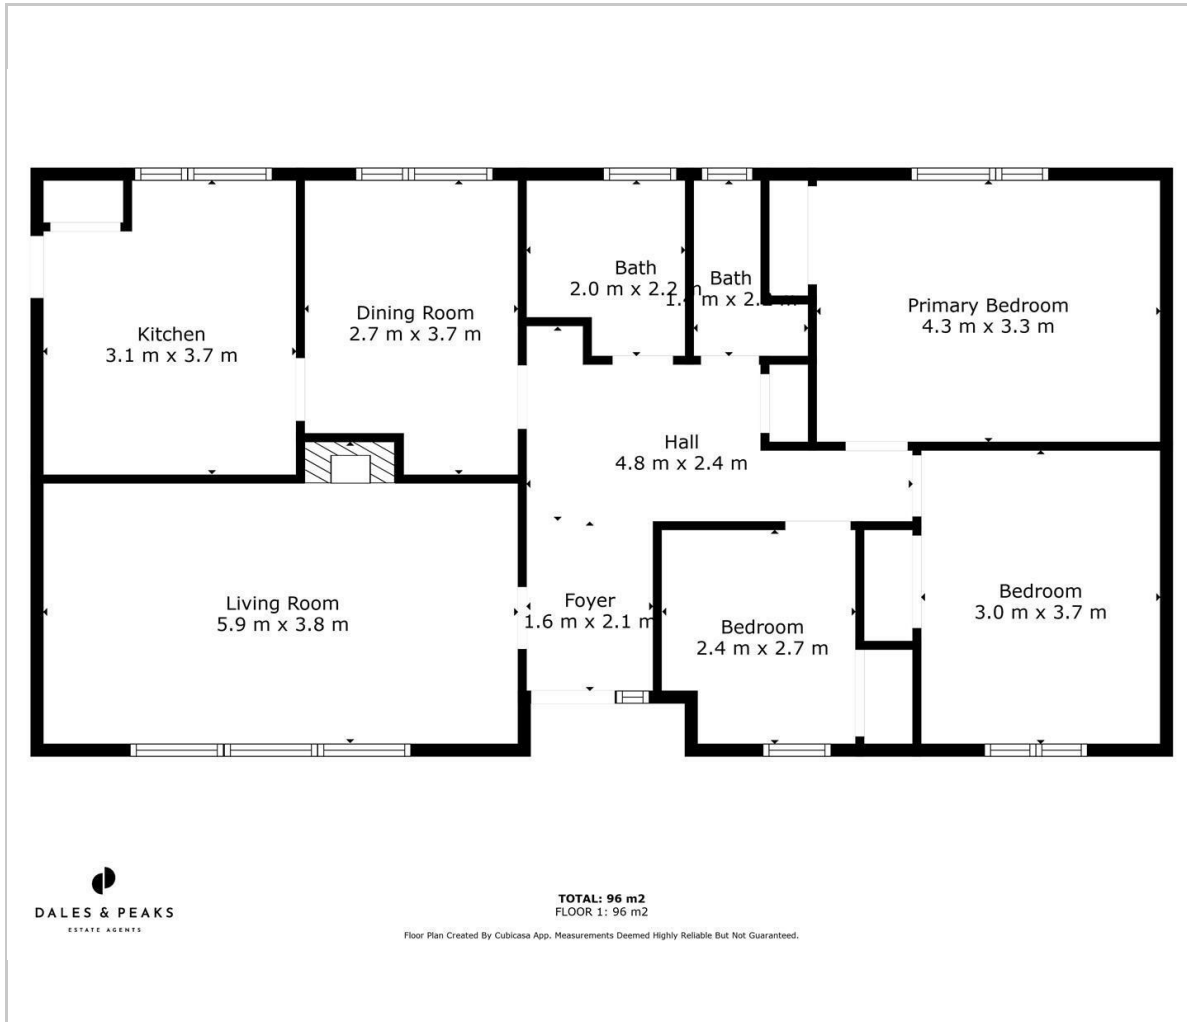 Bath
2.0 m x 2.2 m
Bath
Dining Room
2.7 m x 3.7 m
Primary Bedroom
4.3 m x 3.3 m
Kitchen
3.1 m x 3.7 m
Hall
4.8 m x 2.4 m
Living Room
5.9 m x 3.8 m
Foyer
1.6 m x 2.1 m
Bedroom
2.4 m x 2.7 m
Bedroom
3.0 m x 3.7 m
DALES & PEAKS
ESTATE AGENTS
TOTAL: 96 m2
FLOOR 1: 96 m2
Floor Plan Created By Cubicasa App. Measurements Deemed Highly Reliable But Not Guaranteed.